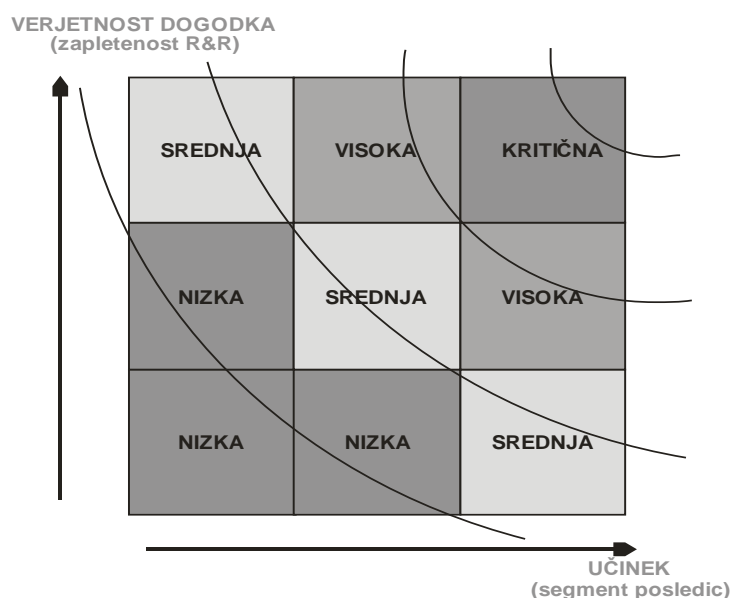 VERJETNOST DOGODKA
(zapletenost R&R)
SREDNJA
VISOKA
KRITIČNA
NIZKA
SREDNJA
VISOKA
NIZKA
NIZKA
SREDNJA
UČINEK
(segment posledic)